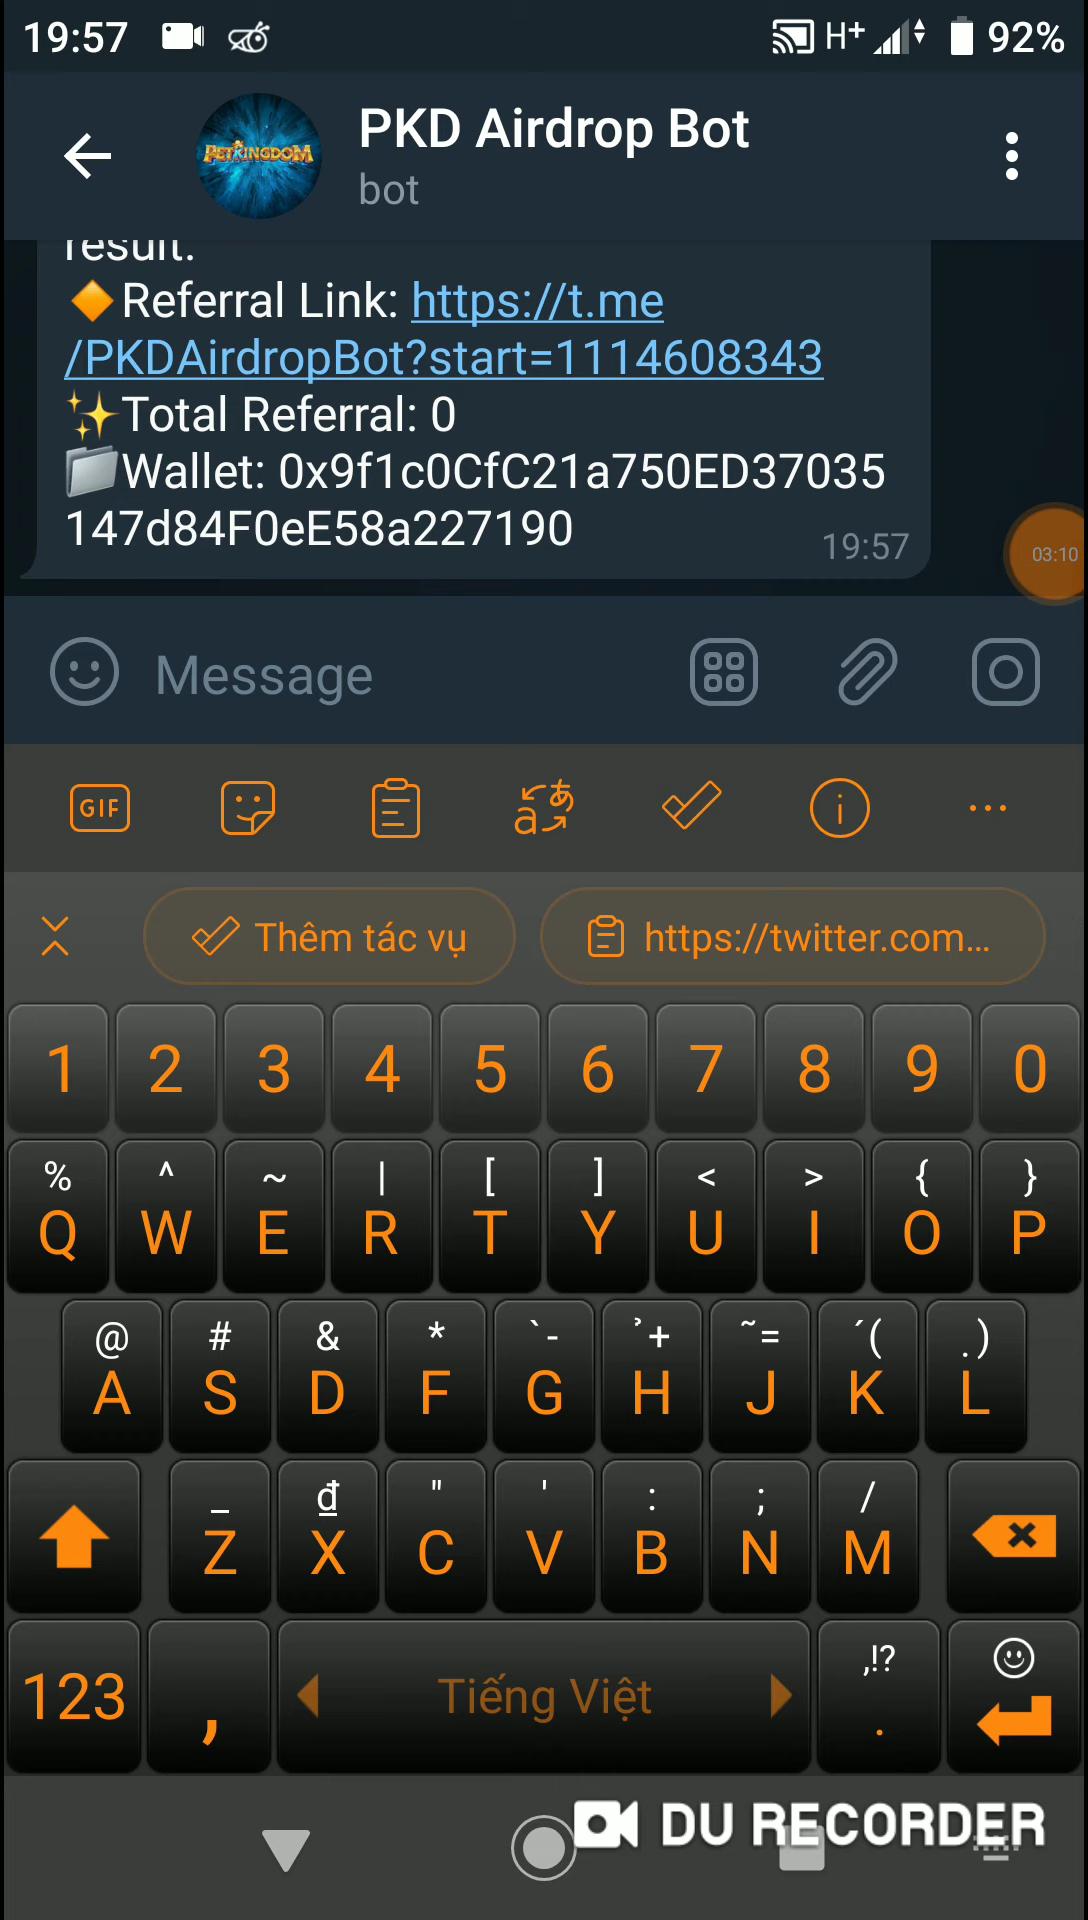 19:57 H+ 92%
PETKINGDOM
PKD Airdrop Bot
bot
result.
🔶Referral Link: https://t.me
/PKDAirdropBot?start=1114608343
✨Total Referral: 0
📁Wallet: 0x9f1c0CfC21a750ED37035
147d84F0eE58a227190
19:57
03:10
Message
GIF
Thêm tác vụ https://twitter.com...
1 2 3 4 5 6 7 8 9 0
% ^ ~ | [ ] < > { }
Q W E R T Y U I O P
@ # & * `- ̉+ ~= ´( .)
A S D F G H J K L
_ đ " ' : ; /
Z X C V B N M
,!?
123 , Tiếng Việt .
DU RECORDER